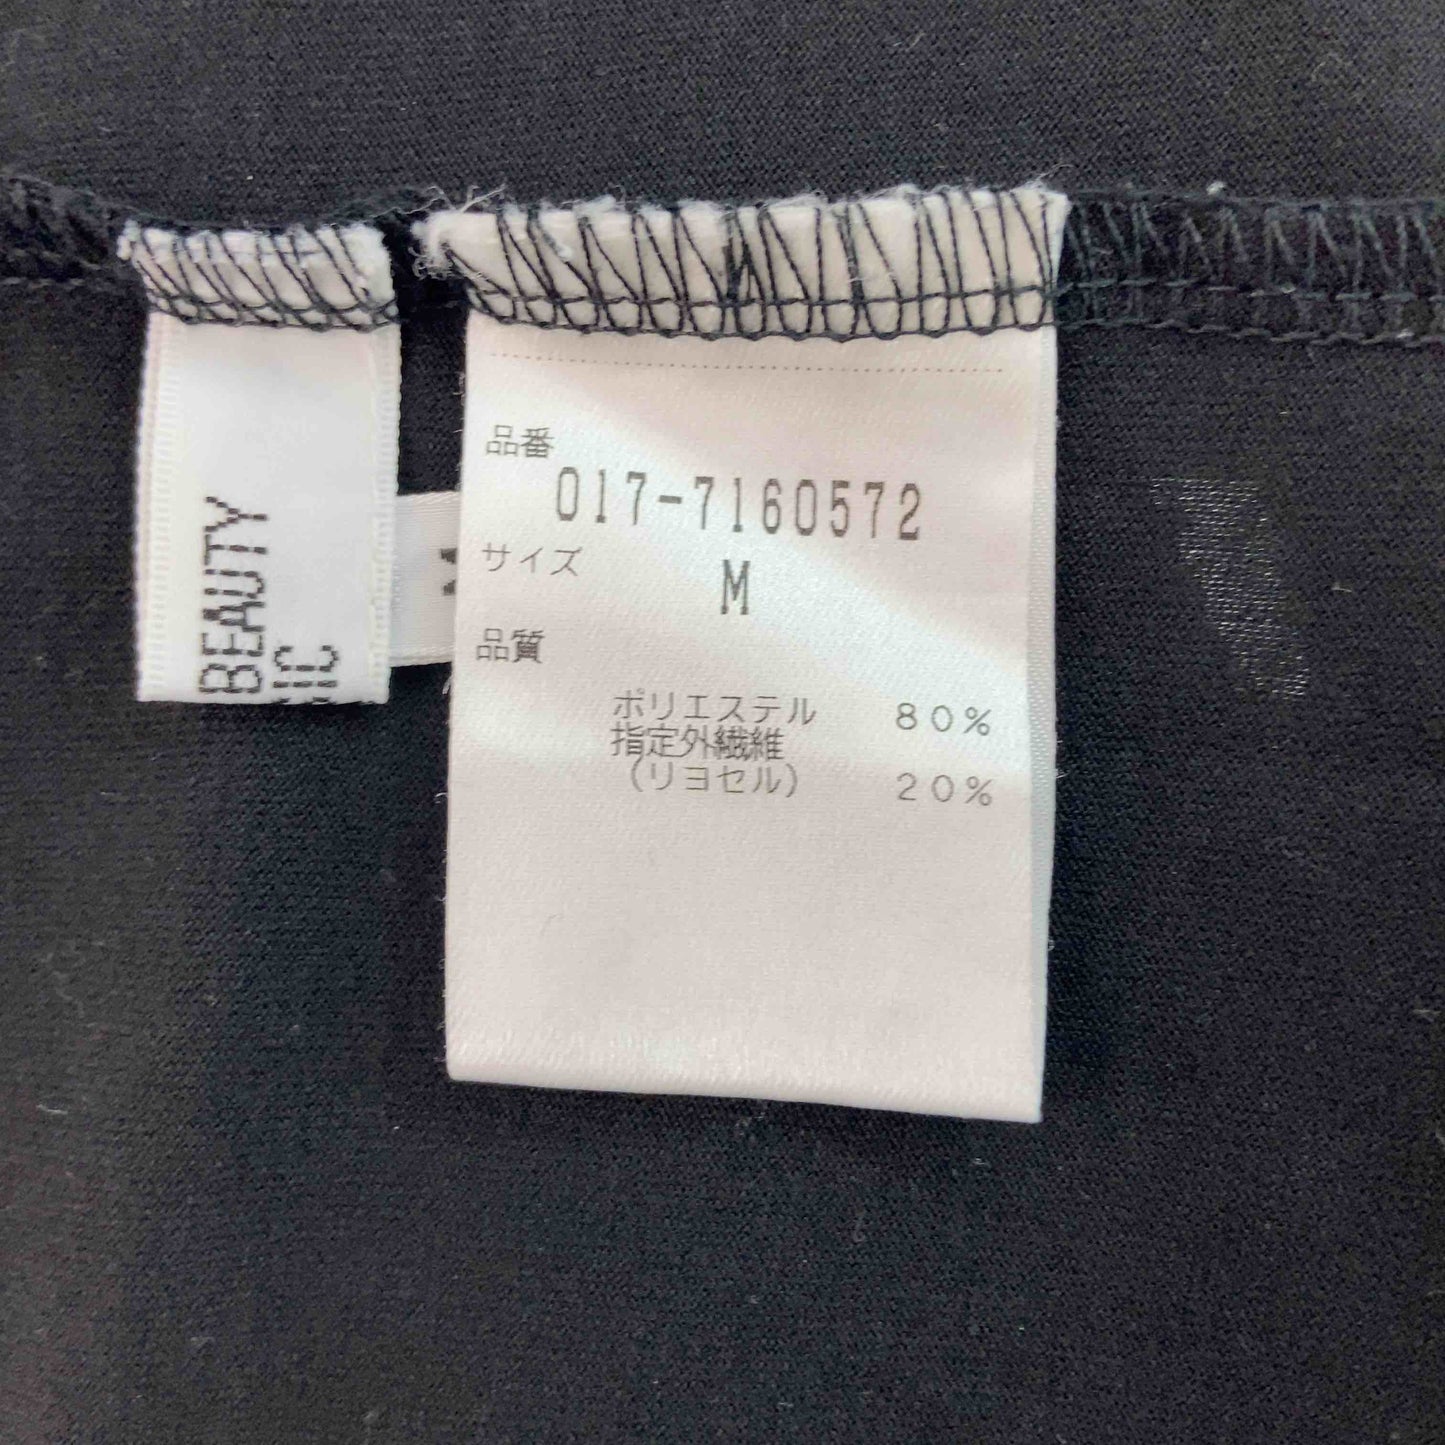 BEAUTY
品番
017-7160572
サイズ
M
品質
ポリエステル 80%
指定外繊維
(リヨセル) 20%